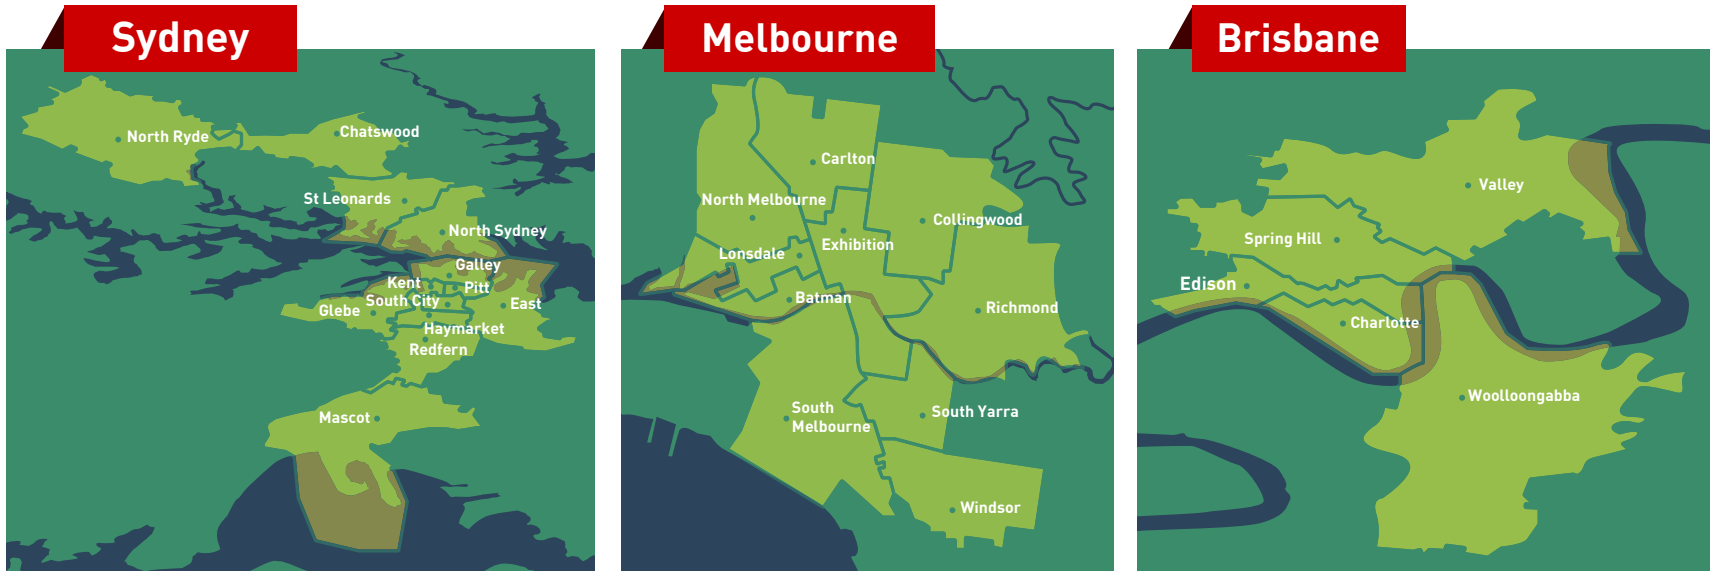 Sydney
North Ryde
Chatswood
St Leonards
North Sydney
Galley
Kent
Pitt
South City
East
Glebe
Haymarket
Redfern
Mascot
Melbourne
Carlton
North Melbourne
Collingwood
Exhibition
Lonsdale
Batman
Richmond
South
Melbourne
South Yarra
Windsor
Brisbane
Valley
Spring Hill
Edison
Charlotte
Woolloongabba